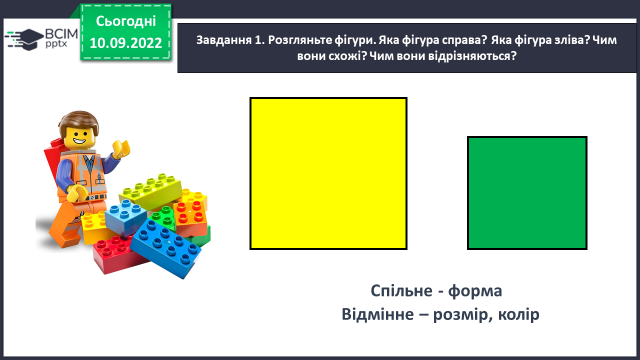 Сьогодні
10.09.2022
ВСІМ
pptx
Завдання 1. Розгляньте фігури. Яка фігура справа? Яка фігура зліва? Чим
вони схожі? Чим вони відрізняються?
Спільне - форма
Відмінне – розмір, колір